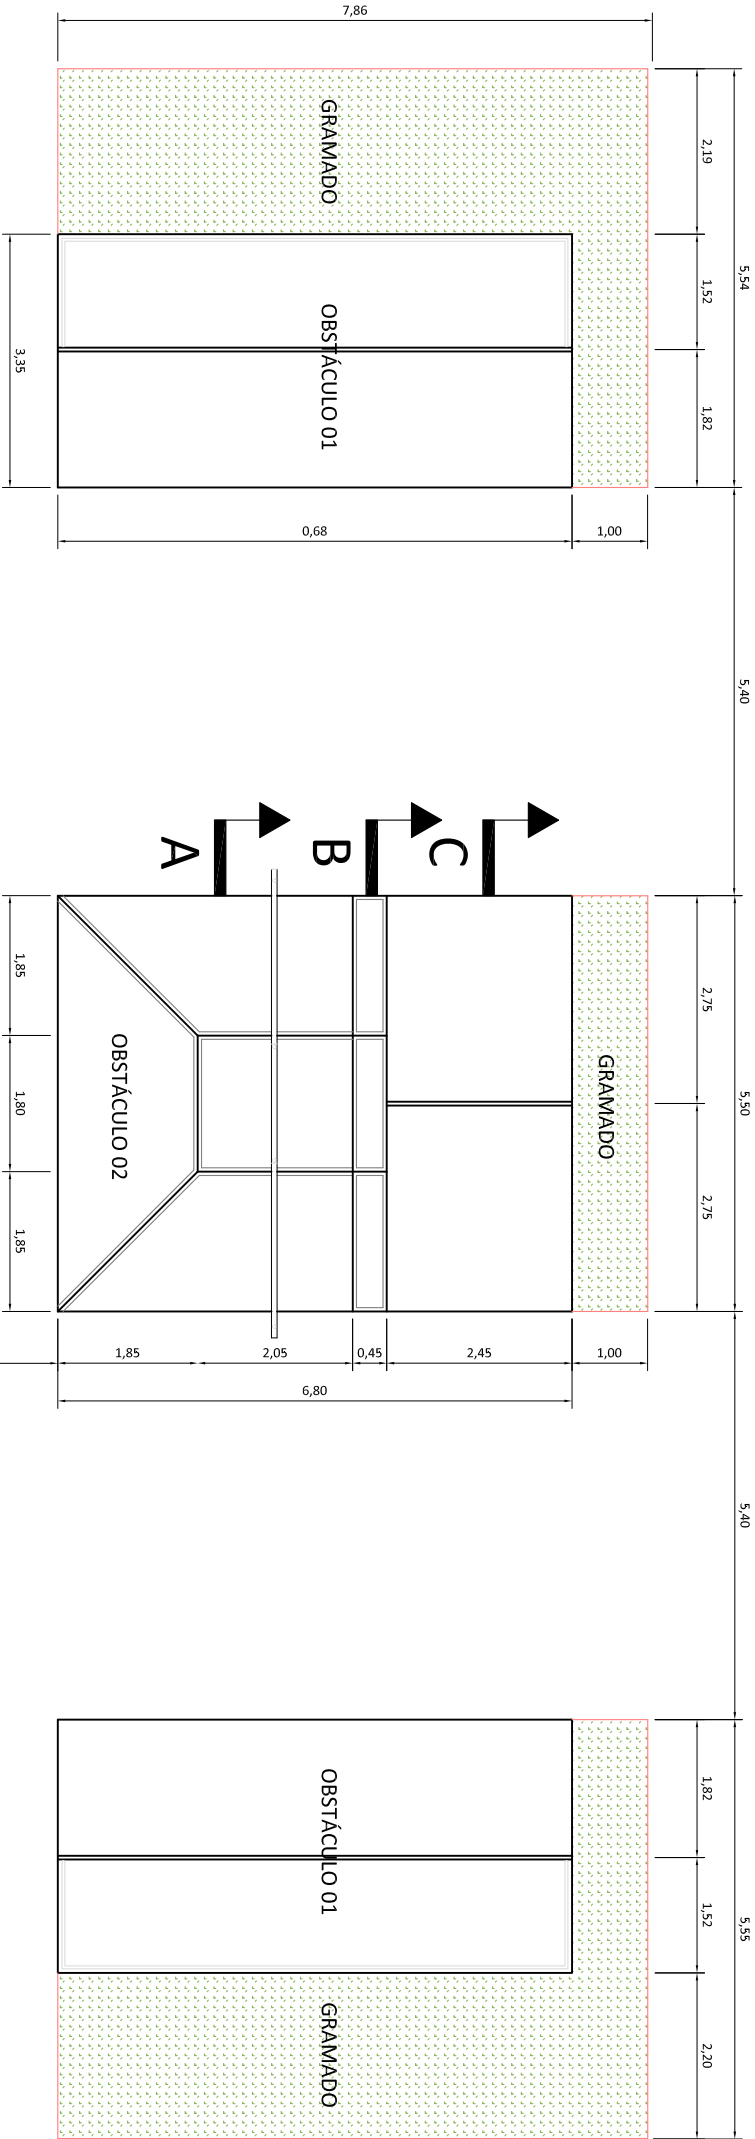 7,86
GRAMADO
2,19
5,54
1,52
OBSTÁCULO 01
3,35
1,82
0,68
1,00
5,40
A
B
C
1,85
2,75
GRAMADO
OBSTÁCULO 02
1,80
5,50
2,75
1,85
1,85
2,05
0,45
2,45
1,00
6,80
5,40
1,82
OBSTÁCULO 01
1,52
5,55
GRAMADO
2,20